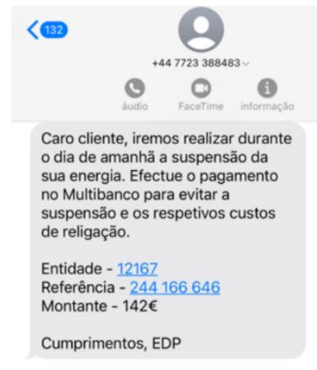 132
+44 7723 388483
áudio FaceTime informação
Caro cliente, iremos realizar durante
o dia de amanhã a suspensão da
sua energia. Efectue o pagamento
no Multibanco para evitar a
suspensão e os respetivos custos
de religação.
Entidade - 12167
Referência - 244 166 646
Montante - 142€
Cumprimentos, EDP